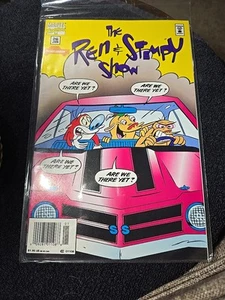 the
Ren & Stimpy
Show
ARE WE
THERE YET?
ARE WE
THERE YET?
ARE WE
THERE YET?
ARE WE
THERE YET?
SS